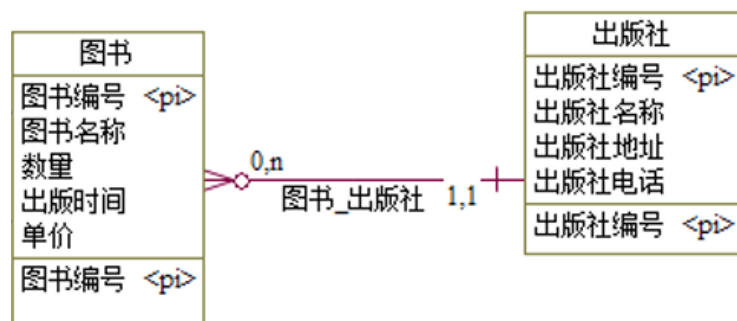 图书
图书编号 <pi>
图书名称
数量
出版时间
单价
图书编号 <pi>
0,n
图书_出版社
1,1
出版社
出版社编号 <pi>
出版社名称
出版社地址
出版社电话
出版社编号 <pi>